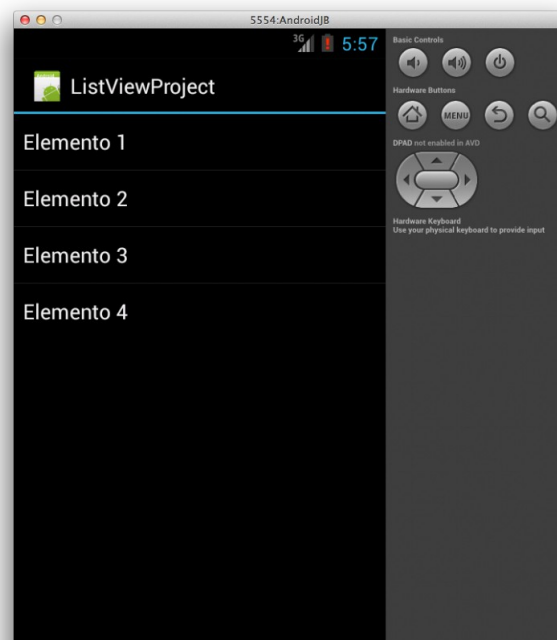 5554:AndroidJB
3G 5:57
ListViewProject
Elemento 1
Elemento 2
Elemento 3
Elemento 4
Basic Controls
Hardware Buttons
MENU
DPAD not enabled in AVD
Hardware Keyboard
Use your physical keyboard to provide input